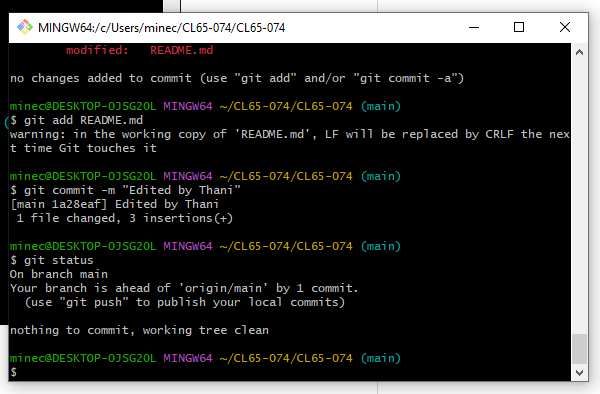 MINGW64:/c/Users/minec/CL65-074/CL65-074
modified:   README.md
no changes added to commit (use "git add" and/or "git commit -a")
minec@DESKTOP-OJSG2OL MINGW64 ~/CL65-074/CL65-074 (main)
$ git add README.md
warning: in the working copy of 'README.md', LF will be replaced by CRLF the nex
t time Git touches it
minec@DESKTOP-OJSG2OL MINGW64 ~/CL65-074/CL65-074 (main)
$ git commit -m "Edited by Thani"
[main 1a28eaf] Edited by Thani
 1 file changed, 3 insertions(+)
minec@DESKTOP-OJSG2OL MINGW64 ~/CL65-074/CL65-074 (main)
$ git status
On branch main
Your branch is ahead of 'origin/main' by 1 commit.
  (use "git push" to publish your local commits)
nothing to commit, working tree clean
minec@DESKTOP-OJSG2OL MINGW64 ~/CL65-074/CL65-074 (main)
$